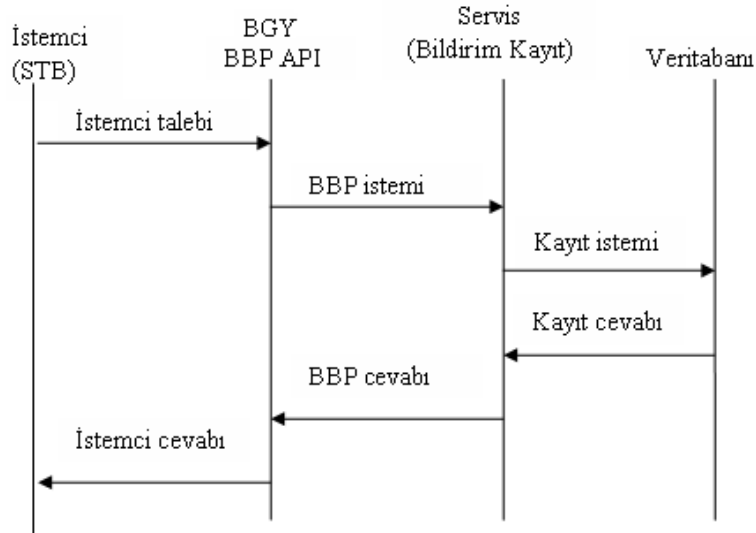 İstemci
(STB)
BGY
BBP API
Servis
(Bildirim Kayıt)
Veritabanı
İstemci talebi
BBP istemi
Kayıt istemi
Kayıt cevabı
BBP cevabı
İstemci cevabı